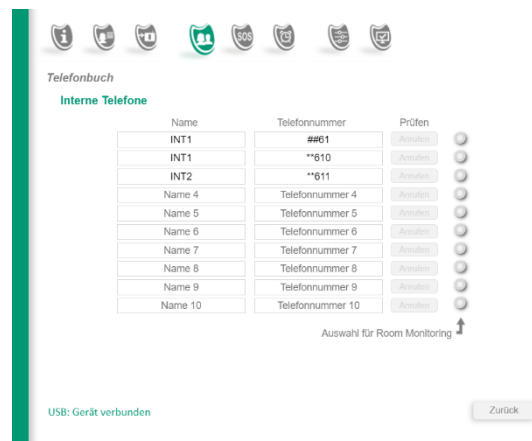 SOS
Telefonbuch
Interne Telefone
Name Telefonnummer Prüfen
INT1 ##61 Anrufen
INT1 **610 Anrufen
INT2 **611 Anrufen
Name 4 Telefonnummer 4 Anrufen
Name 5 Telefonnummer 5 Anrufen
Name 6 Telefonnummer 6 Anrufen
Name 7 Telefonnummer 7 Anrufen
Name 8 Telefonnummer 8 Anrufen
Name 9 Telefonnummer 9 Anrufen
Name 10 Telefonnummer 10 Anrufen
Auswahl für Room Monitoring
USB: Gerät verbunden
Zurück